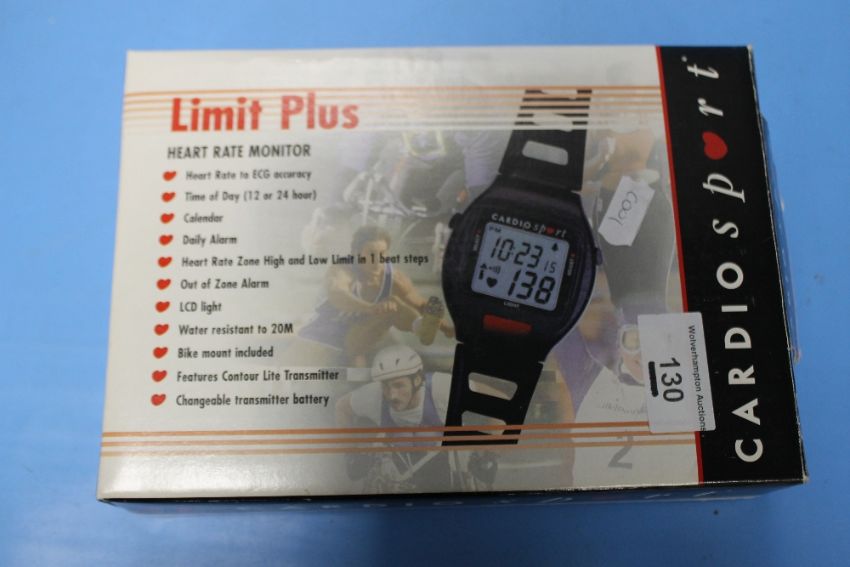 Limit Plus
HEART RATE MONITOR
Heart Rate to ECG accuracy
Time of Day (12 or 24 hour)
Calendar
Daily Alarm
Heart Rate Zone High and Low Limit in 1 beat steps
Out of Zone Alarm
LCD light
Water resistant to 20M
Bike mount included
Features Contour Lite Transmitter
Changeable transmitter battery
CARDIO sport
PM
10:23 15
138
LIGHT
2
Wolverhampton Auctions
130
CARDIO sport